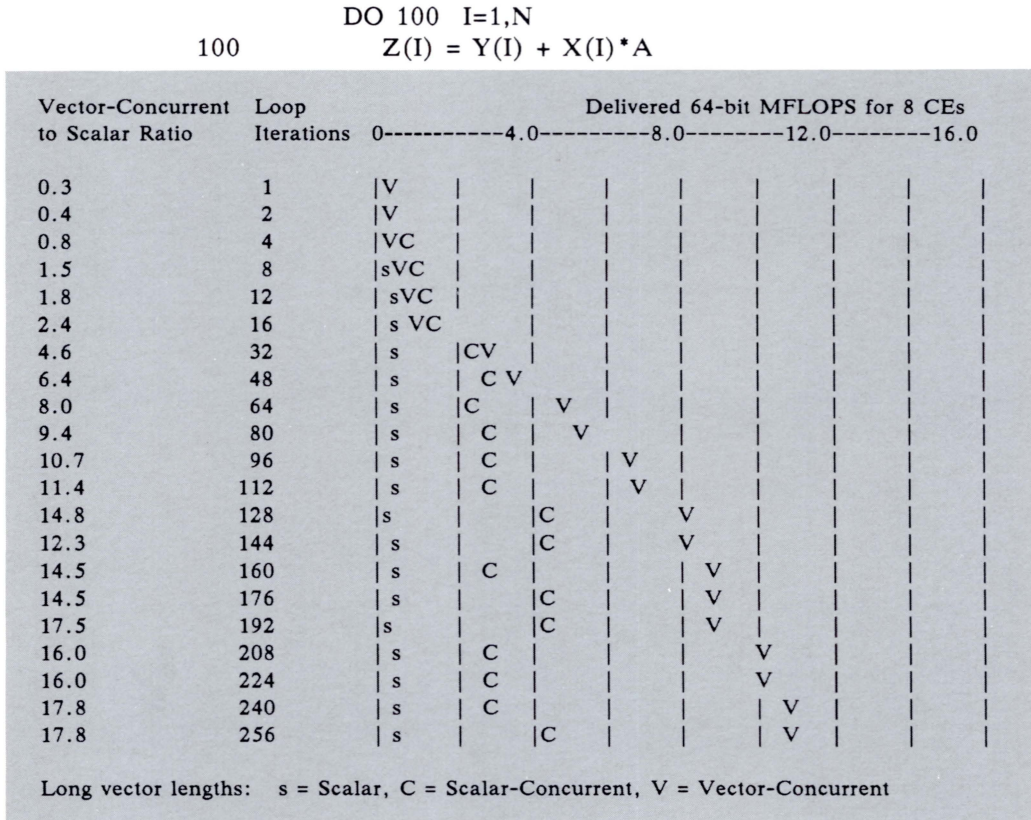 DO 100 I=1,N
100 Z(I) = Y(I) + X(I)*A
Vector-Concurrent Loop Delivered 64-bit MFLOPS for 8 CEs
to Scalar Ratio Iterations 0-----------4.0-----------8.0-----------12.0-----------16.0
0.3 1 |V | | | | | | | |
0.4 2 |V | | | | | | | |
0.8 4 |VC | | | | | | | |
1.5 8 |sVC | | | | | | | |
1.8 12 | sVC | | | | | | | |
2.4 16 | s VC | | | | | | |
4.6 32 | s |CV | | | | | | |
6.4 48 | s | C V | | | | | | |
8.0 64 | s |C | V | | | | | |
9.4 80 | s | C | V | | | | | |
10.7 96 | s | C | | V | | | | |
11.4 112 | s | C | | V | | | | |
14.8 128 |s | |C | V | | | |
12.3 144 | s | |C | V | | | |
14.5 160 | s | C | | | V | | | |
14.5 176 | s | |C | | V | | | |
17.5 192 |s | |C | | V | | | |
16.0 208 | s | C | | | V | | |
16.0 224 | s | C | | | V | | |
17.8 240 | s | C | | | | V | | |
17.8 256 | s | |C | | | V | | |
Long vector lengths: s = Scalar, C = Scalar-Concurrent, V = Vector-Concurrent